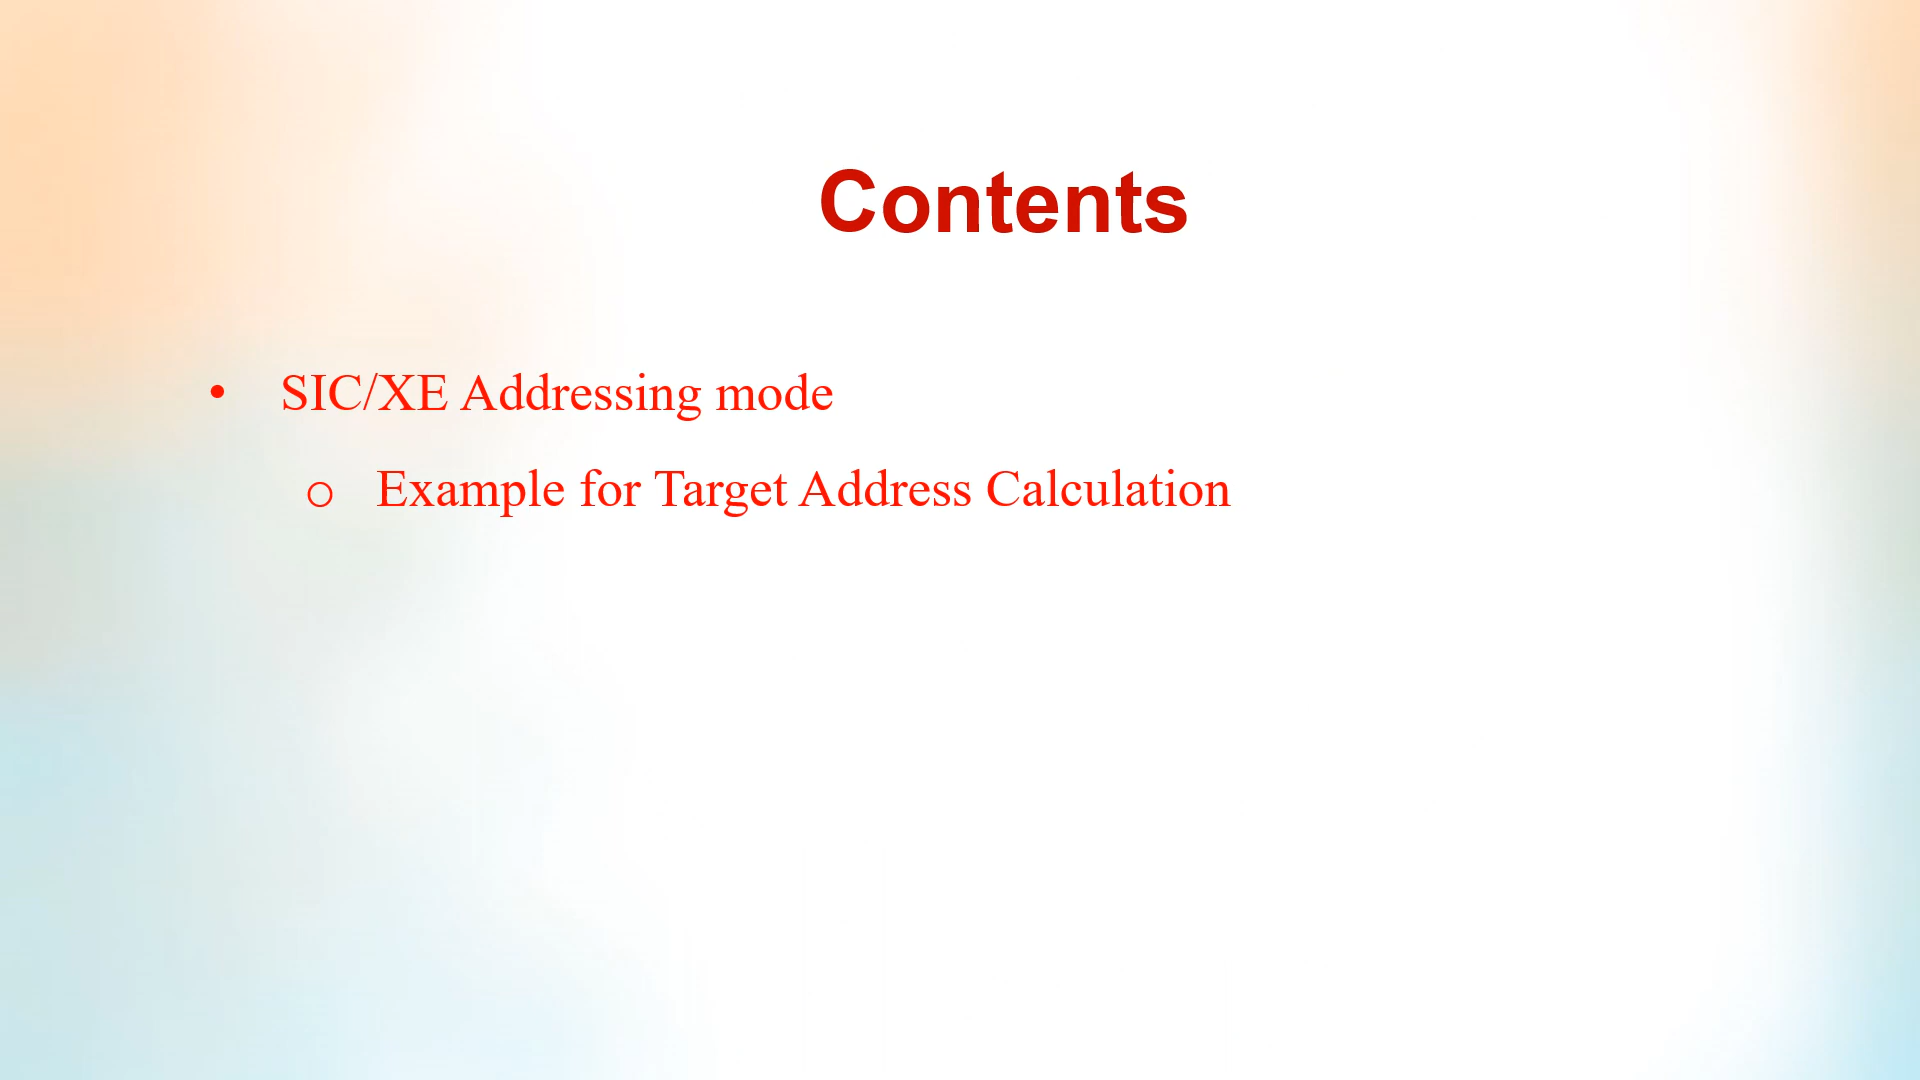 Contents
• SIC/XE Addressing mode
o Example for Target Address Calculation